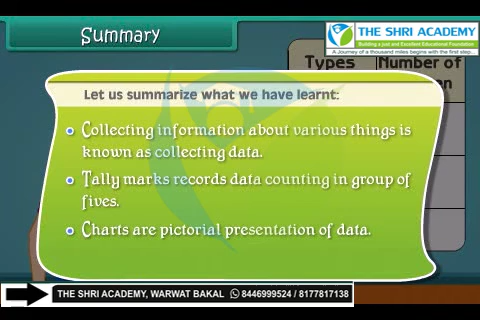 Summary
THE SHRI ACADEMY
Building a just and Excellent Educational Foundation
A Journey of a thousand miles begins with the first step...
Types
Number of
Let us summarize what we have learnt:
Collecting information about various things is
known as collecting data.
Tally marks records data counting in group of
fives.
Charts are pictorial presentation of data.
THE SHRI ACADEMY, WARWAT BAKAL 8446999524 / 8177817138